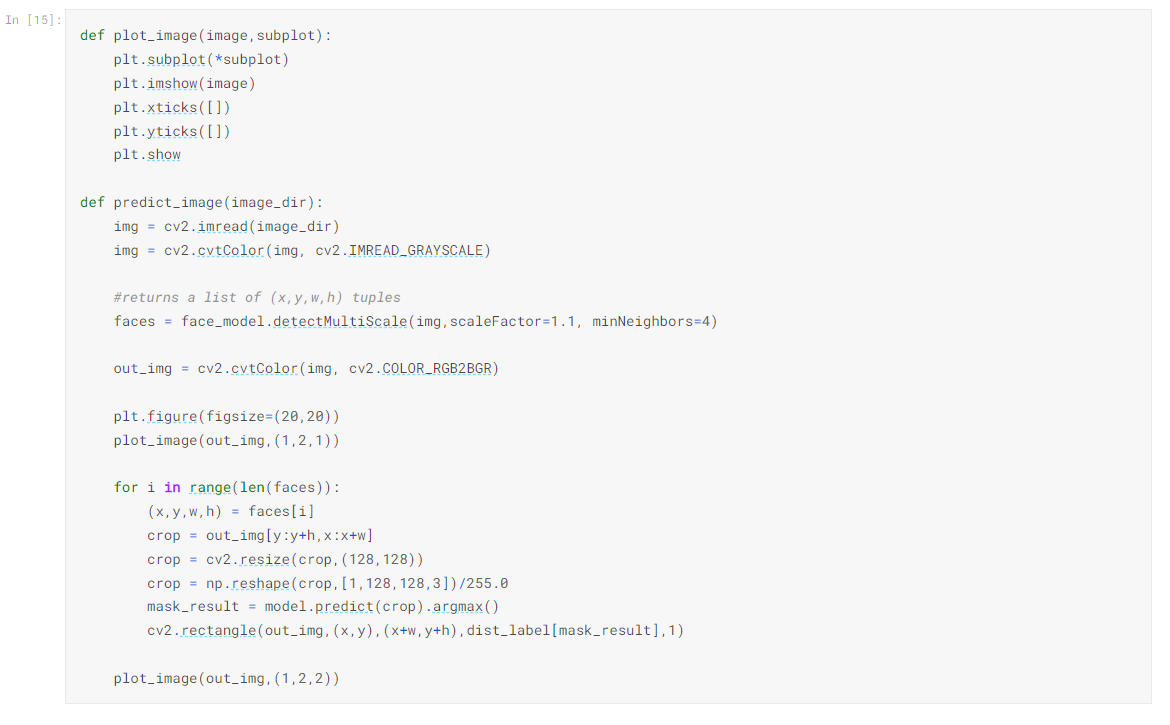 In [15]:
def plot_image(image,subplot):
    plt.subplot(*subplot)
    plt.imshow(image)
    plt.xticks([])
    plt.yticks([])
    plt.show

def predict_image(image_dir):
    img = cv2.imread(image_dir)
    img = cv2.cvtColor(img, cv2.IMREAD_GRAYSCALE)

    #returns a list of (x,y,w,h) tuples
    faces = face_model.detectMultiScale(img,scaleFactor=1.1, minNeighbors=4)

    out_img = cv2.cvtColor(img, cv2.COLOR_RGB2BGR)

    plt.figure(figsize=(20,20))
    plot_image(out_img,(1,2,1))

    for i in range(len(faces)):
        (x,y,w,h) = faces[i]
        crop = out_img[y:y+h,x:x+w]
        crop = cv2.resize(crop,(128,128))
        crop = np.reshape(crop,[1,128,128,3])/255.0
        mask_result = model.predict(crop).argmax()
        cv2.rectangle(out_img,(x,y),(x+w,y+h),dist_label[mask_result],1)

    plot_image(out_img,(1,2,2))